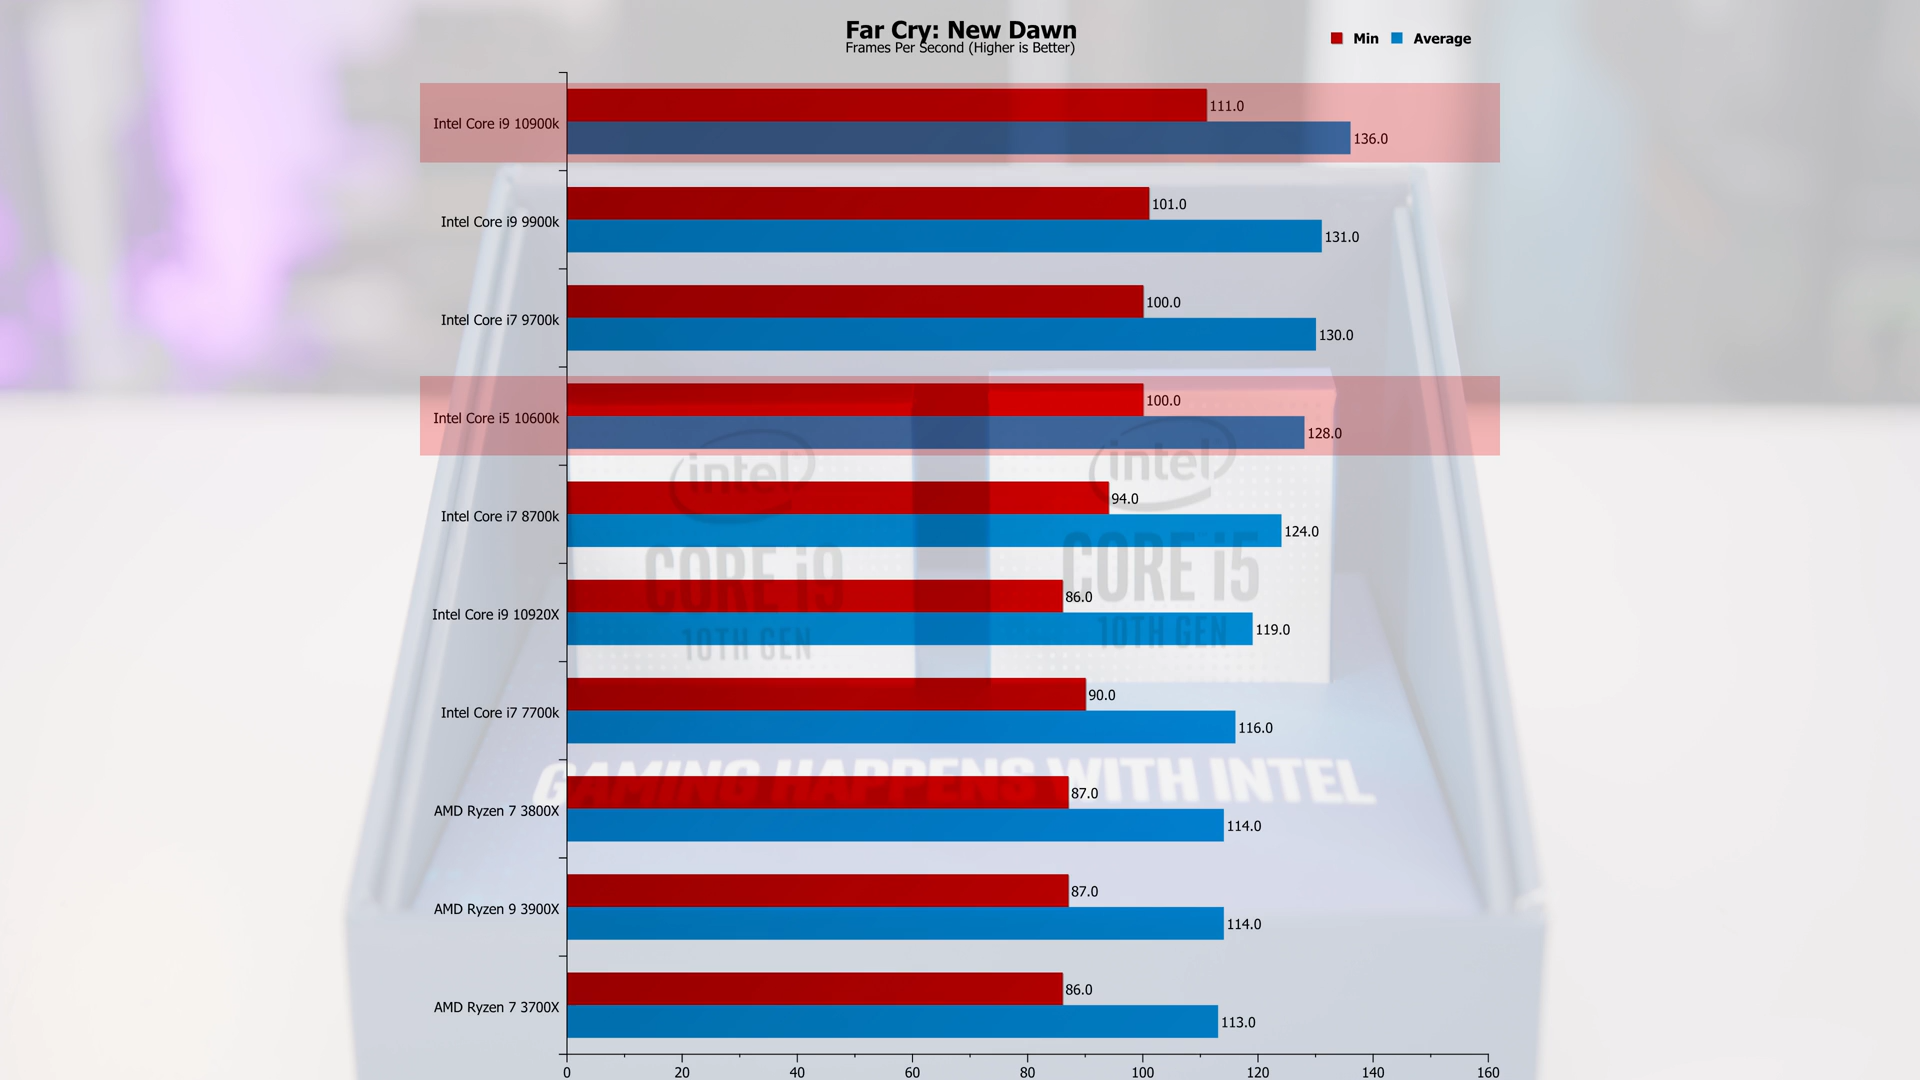 Far Cry: New Dawn
Frames Per Second (Higher is Better)
Min Average
Intel Core i9 10900k
111.0
136.0
Intel Core i9 9900k
101.0
131.0
Intel Core i7 9700k
100.0
130.0
Intel Core i5 10600k
100.0
128.0
Intel Core i7 8700k
94.0
124.0
Intel Core i9 10920X
86.0
119.0
Intel Core i7 7700k
90.0
116.0
AMD Ryzen 7 3800X
87.0
114.0
AMD Ryzen 9 3900X
87.0
114.0
AMD Ryzen 7 3700X
86.0
113.0
0 20 40 60 80 100 120 140 160
intel
CORE i9
10TH GEN
intel
CORE i5
10TH GEN
GAMING HAPPENS WITH INTEL